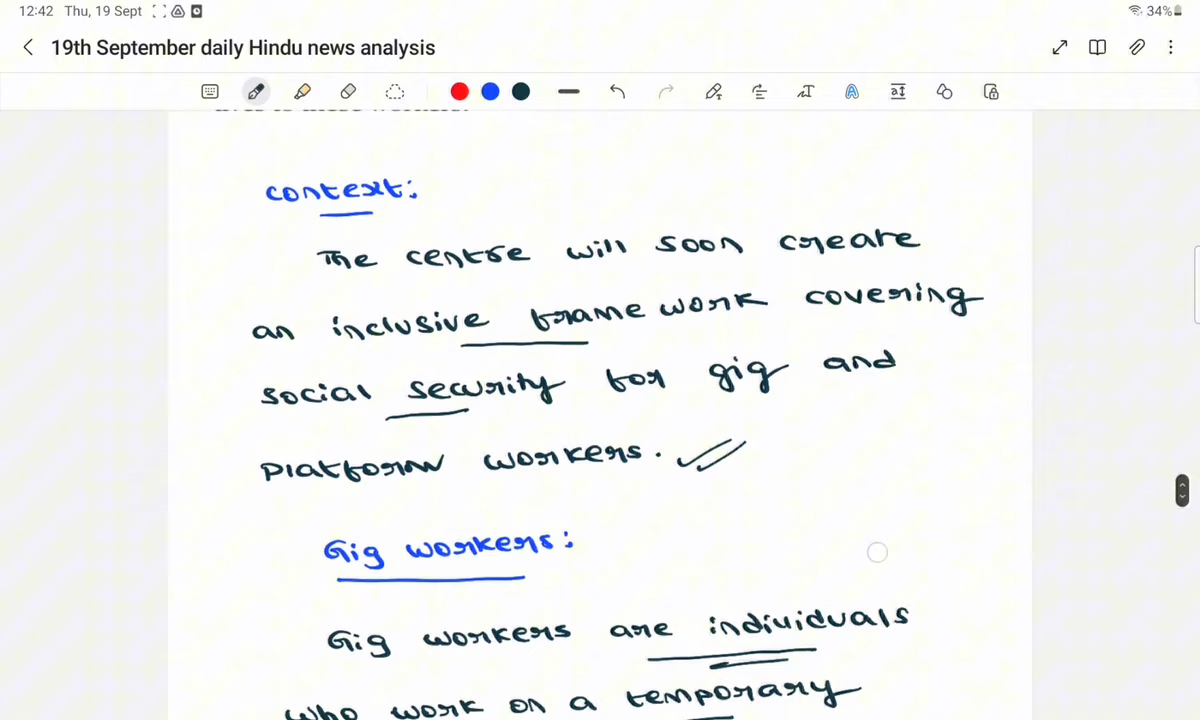 12:42 Thu, 19 Sept
34%
19th September daily Hindu news analysis
context:
The centre will soon create
an inclusive frame work covering
social security for gig and
Platform workers.
Gig workers:
Gig workers are individuals
who work on a temporary